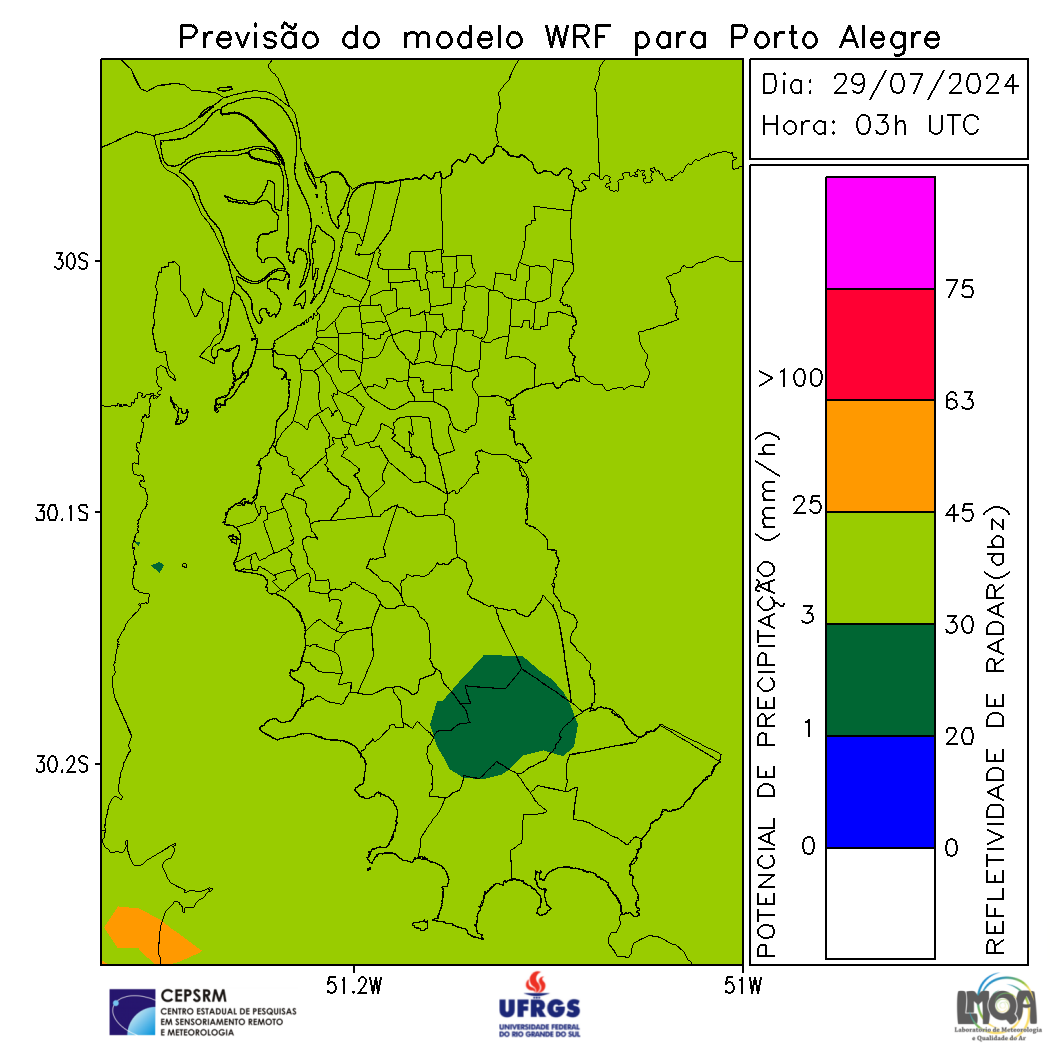 Previsão do modelo WRF para Porto Alegre
Dia: 29/07/2024
Hora: 03h UTC
30S
30.1S
30.2S
51.2W
51W
POTENCIAL DE PRECIPITAÇÃO (mm/h)
>100
25
3
1
0
75
63
45
30
20
0
REFLETIVIDADE DE RADAR(dbz)
CEPSRM
CENTRO ESTADUAL DE PESQUISAS
EM SENSORIAMENTO REMOTO
E METEOROLOGIA
UFRGS
UNIVERSIDADE FEDERAL
DO RIO GRANDE DO SUL
LMQA
Laboratório de Meteorologia
e Qualidade do Ar